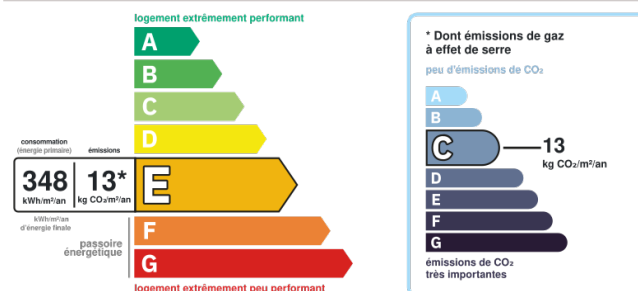 logement extrêmement performant
A
B
C
D
consommation
(énergie primaire)
émissions
348
kWh/m²/an
13*
kg CO₂/m²/an
E
kWh/m²/an
d'énergie finale
passoire
énergétique
F
G
logement extrêmement peu performant
* Dont émissions de gaz
à effet de serre
peu d'émissions de CO₂
A
B
C
13
kg CO₂/m²/an
D
E
F
G
émissions de CO₂
très importantes